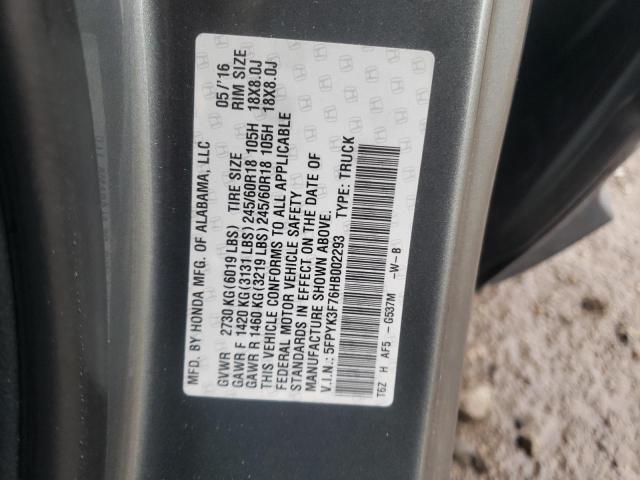 MFD. BY HONDA MFG. OF ALABAMA, LLC 05/'16
GVWR 2730 KG (6019 LBS) TIRE SIZE RIM SIZE
GAWR F 1420 KG (3131 LBS) 245/60R18 105H 18X8.0J
GAWR R 1460 KG (3219 LBS) 245/60R18 105H 18X8.0J
THIS VEHICLE CONFORMS TO ALL APPLICABLE
FEDERAL MOTOR VEHICLE SAFETY
STANDARDS IN EFFECT ON THE DATE OF
MANUFACTURE SHOWN ABOVE.
V.I.N.: 5FPYK3F76HB002293 TYPE: TRUCK
T6Z H AF5 - G537M -W-B